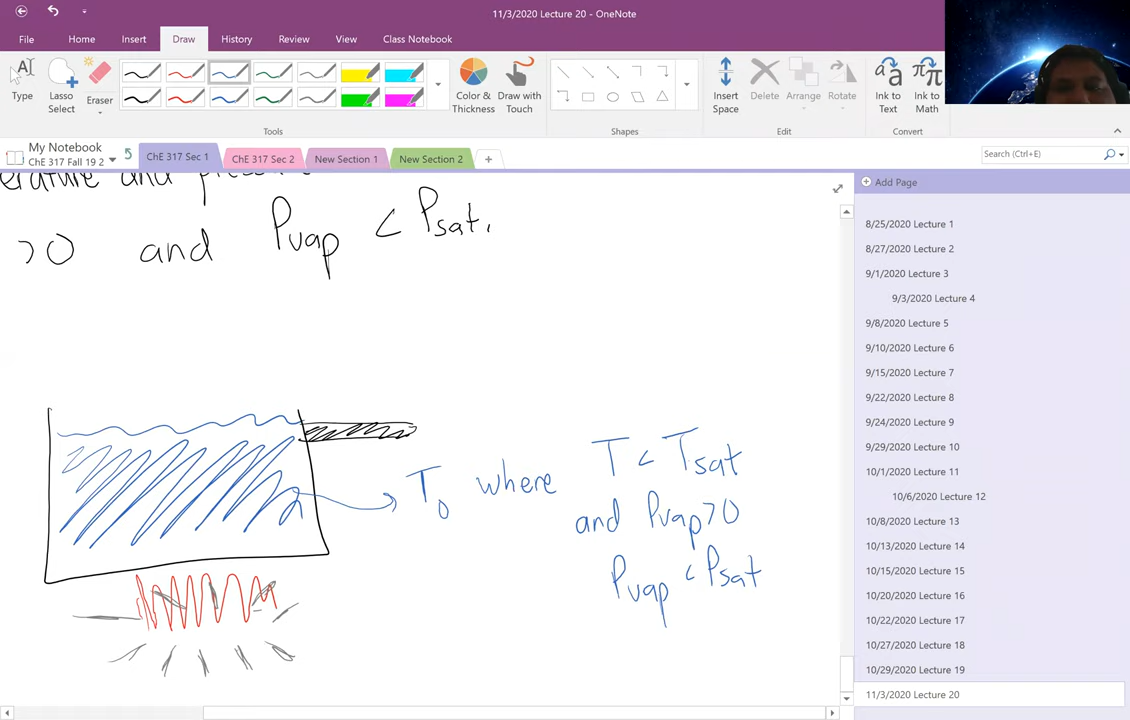 11/3/2020 Lecture 20 - OneNote
File Home Insert Draw History Review View Class Notebook
Type Lasso Select Eraser Color & Thickness Draw with Touch Insert Space Delete Arrange Rotate Ink to Text Ink to Math
Tools Shapes Edit Convert
My Notebook
ChE 317 Fall 19 2
ChE 317 Sec 1 ChE 317 Sec 2 New Section 1 New Section 2 +
Search (Ctrl+E)
erature and
>0 and Pvap < Psat.
T0 where T < Tsat
and Pvap>0
Pvap < Psat
Add Page
8/25/2020 Lecture 1
8/27/2020 Lecture 2
9/1/2020 Lecture 3
9/3/2020 Lecture 4
9/8/2020 Lecture 5
9/10/2020 Lecture 6
9/15/2020 Lecture 7
9/22/2020 Lecture 8
9/24/2020 Lecture 9
9/29/2020 Lecture 10
10/1/2020 Lecture 11
10/6/2020 Lecture 12
10/8/2020 Lecture 13
10/13/2020 Lecture 14
10/15/2020 Lecture 15
10/20/2020 Lecture 16
10/22/2020 Lecture 17
10/27/2020 Lecture 18
10/29/2020 Lecture 19
11/3/2020 Lecture 20